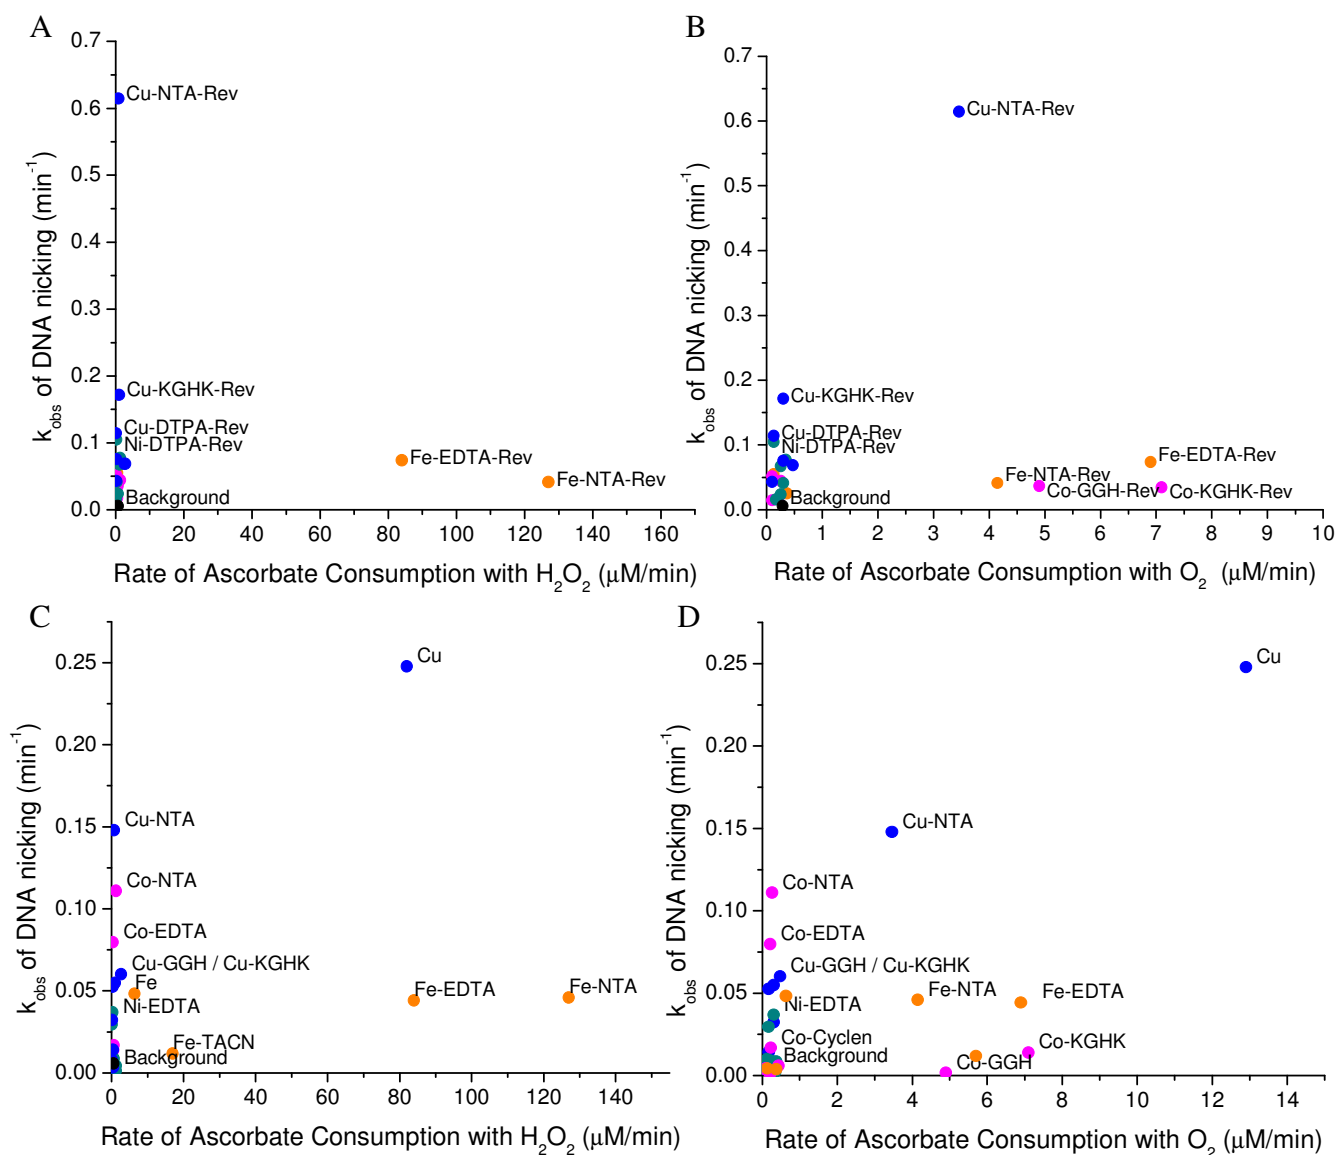 A
0.7
0.6
0.5
0.4
0.3
0.2
0.1
0.0
k_obs of DNA nicking (min⁻¹)
Cu-NTA-Rev
Cu-KGHK-Rev
Cu-DTPA-Rev
Ni-DTPA-Rev
Fe-EDTA-Rev
Fe-NTA-Rev
Background
0 20 40 60 80 100 120 140 160
Rate of Ascorbate Consumption with H₂O₂ (μM/min)
B
0.7
0.6
0.5
0.4
0.3
0.2
0.1
0.0
k_obs of DNA nicking (min⁻¹)
Cu-NTA-Rev
Cu-KGHK-Rev
Cu-DTPA-Rev
Ni-DTPA-Rev
Fe-EDTA-Rev
Fe-NTA-Rev
Co-GGH-Rev
Co-KGHK-Rev
Background
0 1 2 3 4 5 6 7 8 9 10
Rate of Ascorbate Consumption with O₂ (μM/min)
C
0.25
0.20
0.15
0.10
0.05
0.00
k_obs of DNA nicking (min⁻¹)
Cu
Cu-NTA
Co-NTA
Co-EDTA
Cu-GGH / Cu-KGHK
Fe
Fe-EDTA
Fe-NTA
Ni-EDTA
Fe-TACN
Background
0 20 40 60 80 100 120 140
Rate of Ascorbate Consumption with H₂O₂ (μM/min)
D
0.25
0.20
0.15
0.10
0.05
0.00
k_obs of DNA nicking (min⁻¹)
Cu
Cu-NTA
Co-NTA
Co-EDTA
Cu-GGH / Cu-KGHK
Fe-NTA
Fe-EDTA
Ni-EDTA
Co-Cyclen
Co-KGHK
Background
Co-GGH
0 2 4 6 8 10 12 14
Rate of Ascorbate Consumption with O₂ (μM/min)